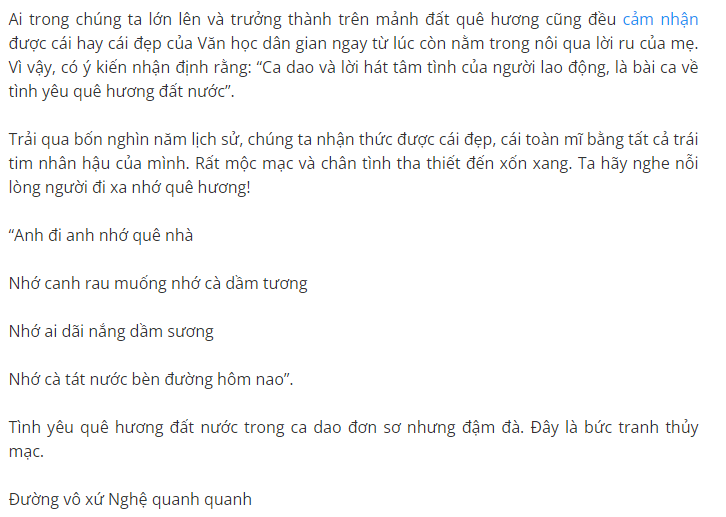 Ai trong chúng ta lớn lên và trưởng thành trên mảnh đất quê hương cũng đều cảm nhận
được cái hay cái đẹp của Văn học dân gian ngay từ lúc còn nằm trong nôi qua lời ru của mẹ.
Vì vậy, có ý kiến nhận định rằng: “Ca dao và lời hát tâm tình của người lao động, là bài ca về
tình yêu quê hương đất nước”.
Trải qua bốn nghìn năm lịch sử, chúng ta nhận thức được cái đẹp, cái toàn mĩ bằng tất cả trái
tim nhân hậu của mình. Rất mộc mạc và chân tình tha thiết đến xốn xang. Ta hãy nghe nỗi
lòng người đi xa nhớ quê hương!
“Anh đi anh nhớ quê nhà
Nhớ canh rau muống nhớ cà dầm tương
Nhớ ai dãi nắng dầm sương
Nhớ cà tát nước bèn đường hôm nao”.
Tình yêu quê hương đất nước trong ca dao đơn sơ nhưng đậm đà. Đây là bức tranh thủy
mạc.
Đường vô xứ Nghệ quanh quanh